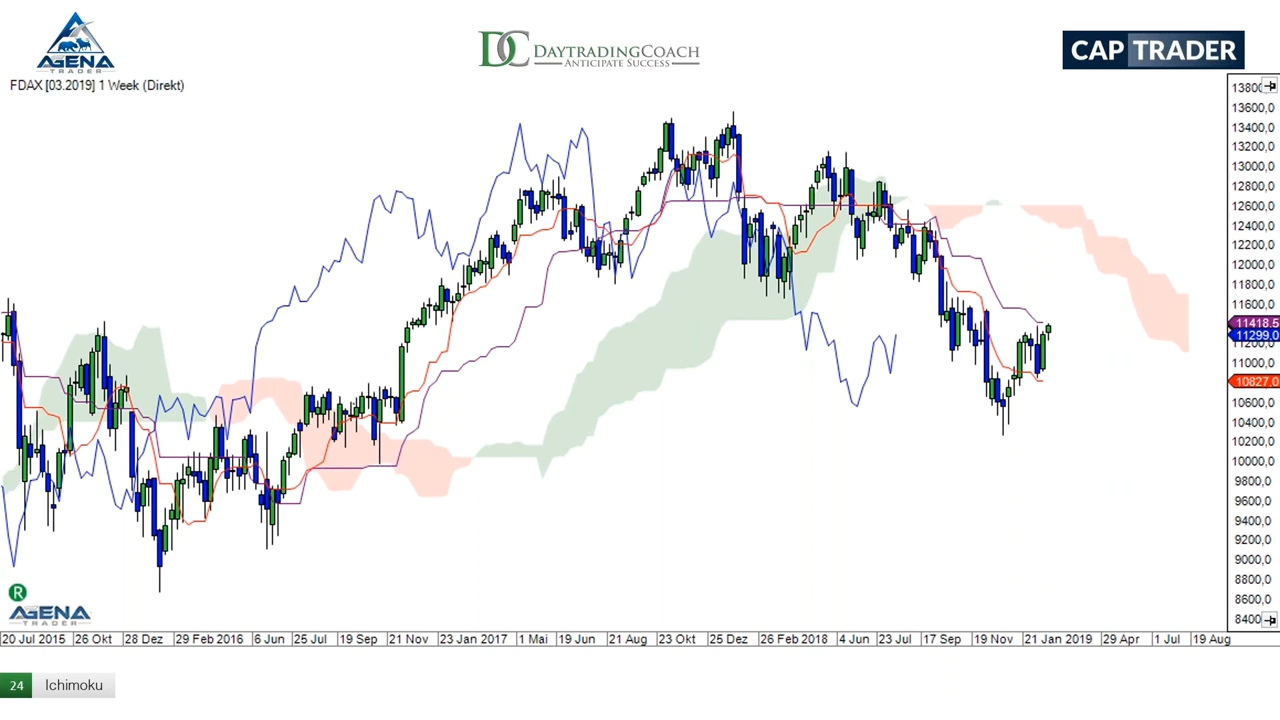 AGENA
TRADER
DC DAYTRADINGCOACH
ANTICIPATE SUCCESS
CAP TRADER
FDAX [03.2019] 1 Week (Direkt)
13800
13600,0
13400,0
13200,0
13000,0
12800,0
12600,0
12400,0
12200,0
12000,0
11800,0
11600,0
11418.5
11299,0
11200,0
11000,0
10827,0
10600,0
10400,0
10200,0
10000,0
9800,0
9600,0
9400,0
9200,0
9000,0
8800,0
8600,0
8400
R
AGENA
TRADER
20 Jul 2015 26 Okt 28 Dez 29 Feb 2016 6 Jun 25 Jul 19 Sep 21 Nov 23 Jan 2017 1 Mai 19 Jun 21 Aug 23 Okt 25 Dez 26 Feb 2018 4 Jun 23 Jul 17 Sep 19 Nov 21 Jan 2019 29 Apr 1 Jul 19 Aug
24 Ichimoku